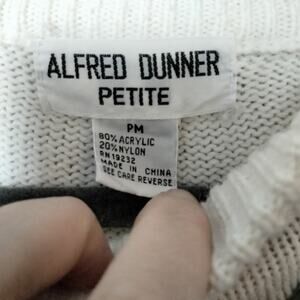 ALFRED DUNNER
PETITE
PM
80% ACRYLIC
20% NYLON
RN 19232
MADE IN CHINA
SEE CARE REVERSE